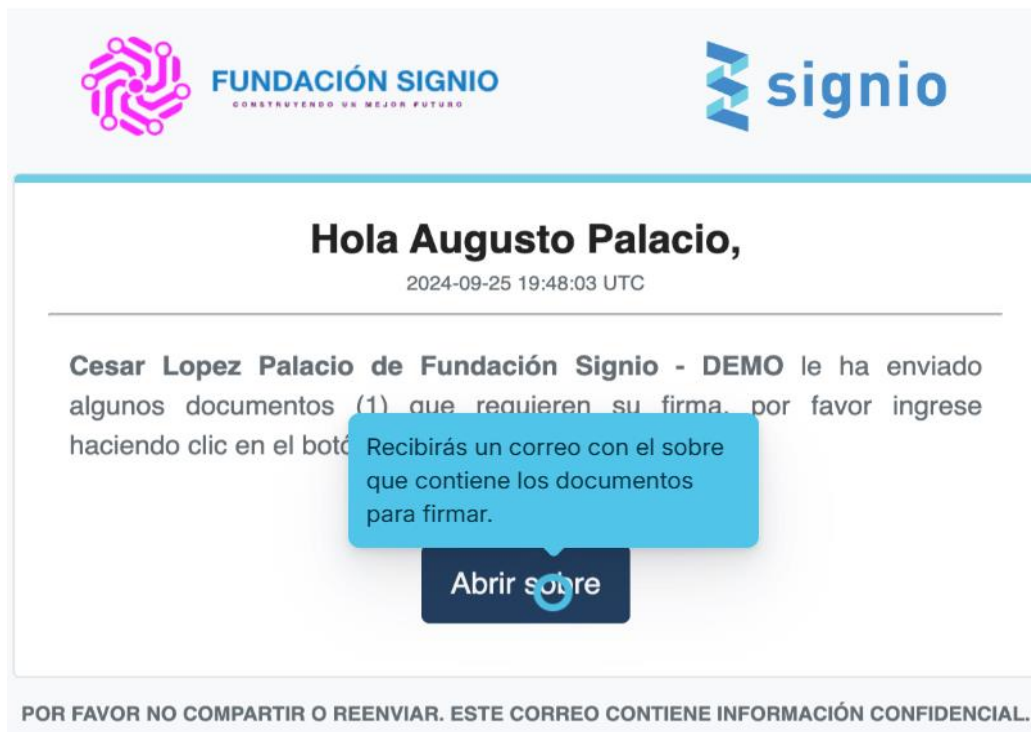 FUNDACIÓN SIGNIO
CONSTRUYENDO UN MEJOR FUTURO
signio
Hola Augusto Palacio,
2024-09-25 19:48:03 UTC
Cesar Lopez Palacio de Fundación Signio - DEMO le ha enviado
algunos documentos (1) que requieren su firma, por favor ingrese
haciendo clic en el
Recibirás un correo con el sobre
que contiene los documentos
para firmar.
Abrir sobre
POR FAVOR NO COMPARTIR O REENVIAR. ESTE CORREO CONTIENE INFORMACIÓN CONFIDENCIAL.